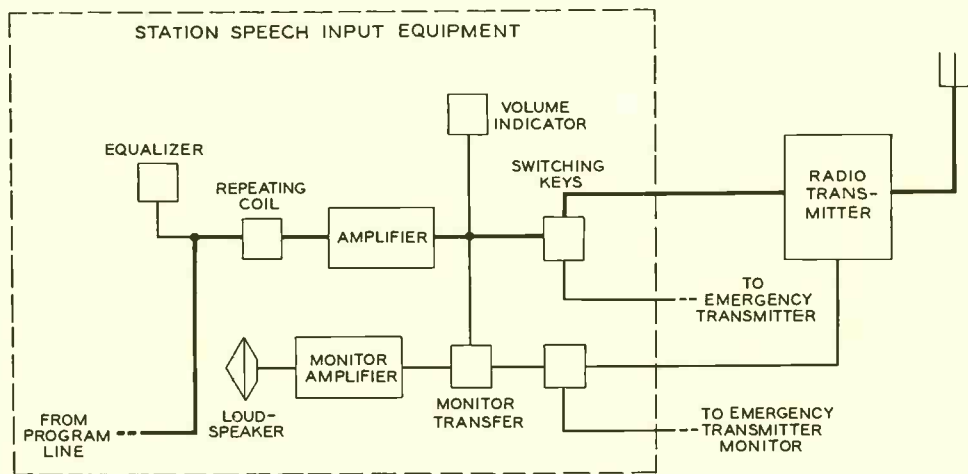 STATION SPEECH INPUT EQUIPMENT
VOLUME
INDICATOR
EQUALIZER
REPEATING
COIL
AMPLIFIER
SWITCHING
KEYS
RADIO
TRANS-
MITTER
TO
EMERGENCY
TRANSMITTER
MONITOR
AMPLIFIER
LOUD-
SPEAKER
MONITOR
TRANSFER
FROM
PROGRAM
LINE
TO EMERGENCY
TRANSMITTER
MONITOR